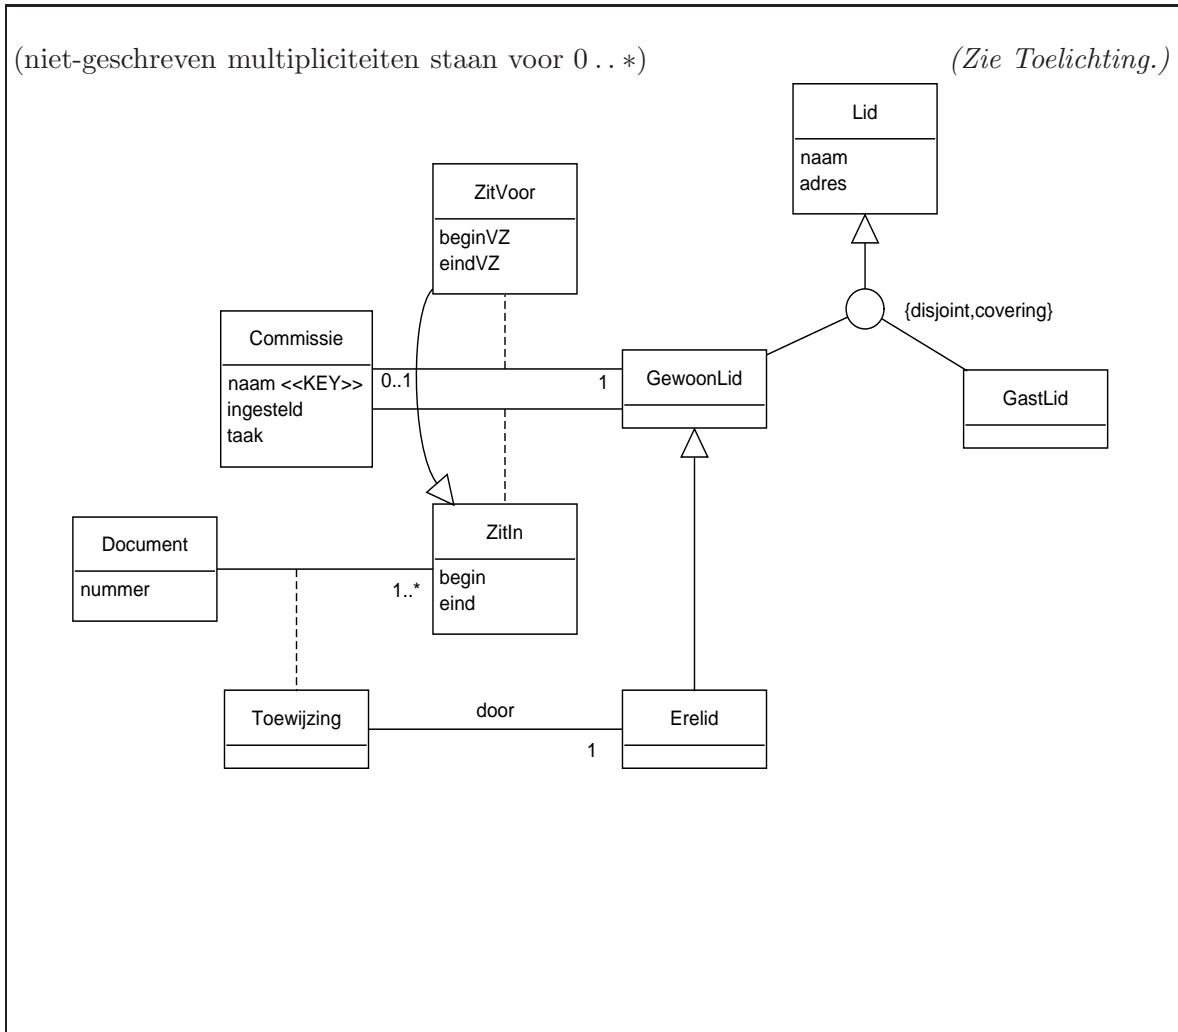 (niet-geschreven multipliciteiten staan voor 0 . . ∗)
(Zie Toelichting.)
Lid
naam
adres
ZitVoor
beginVZ
eindVZ
{disjoint,covering}
Commissie
naam <<KEY>>
ingesteld
taak
0..1
1
GewoonLid
GastLid
Document
nummer
1..*
ZitIn
begin
eind
Toewijzing
door
1
Erelid